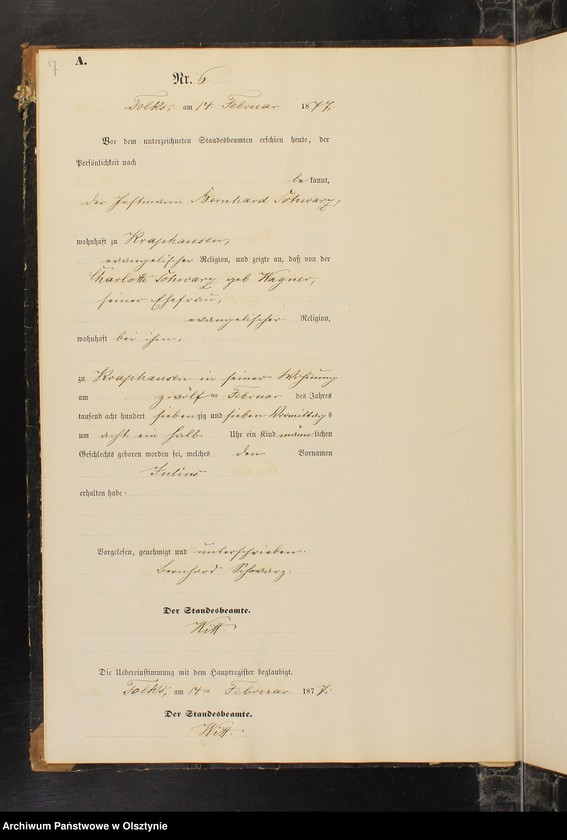 7
A.
Nr. 6
Tolks, am 14 Februar 1877.
Vor dem unterzeichneten Standesbeamten erschien heute, der
Persönlichkeit nach
bekannt,
der Bernhard Schwarz,
wohnhaft zu Kraphausen,
evangelischer Religion, und zeigte an, daß von der
Charlotte Schwarz geb Wagner,
seiner Ehefrau,
evangelischer Religion,
wohnhaft bei ihm,
zu Kraphausen in seiner Wohnung
am zwölften Februar des Jahres
tausend acht hundert siebenzig und sieben Vormittags
um acht ein halb Uhr ein Kind männlichen
Geschlechts geboren worden sei, welches den Vornamen
Julius
erhalten habe.
Vorgelesen, genehmigt und unterschrieben.
Bernhard Schwarz.
Der Standesbeamte.
Witt.
Die Uebereinstimmung mit dem Hauptregister beglaubigt.
Tolks, am 14ten Februar 1877.
Der Standesbeamte.
Witt.
Archiwum Państwowe w Olsztynie